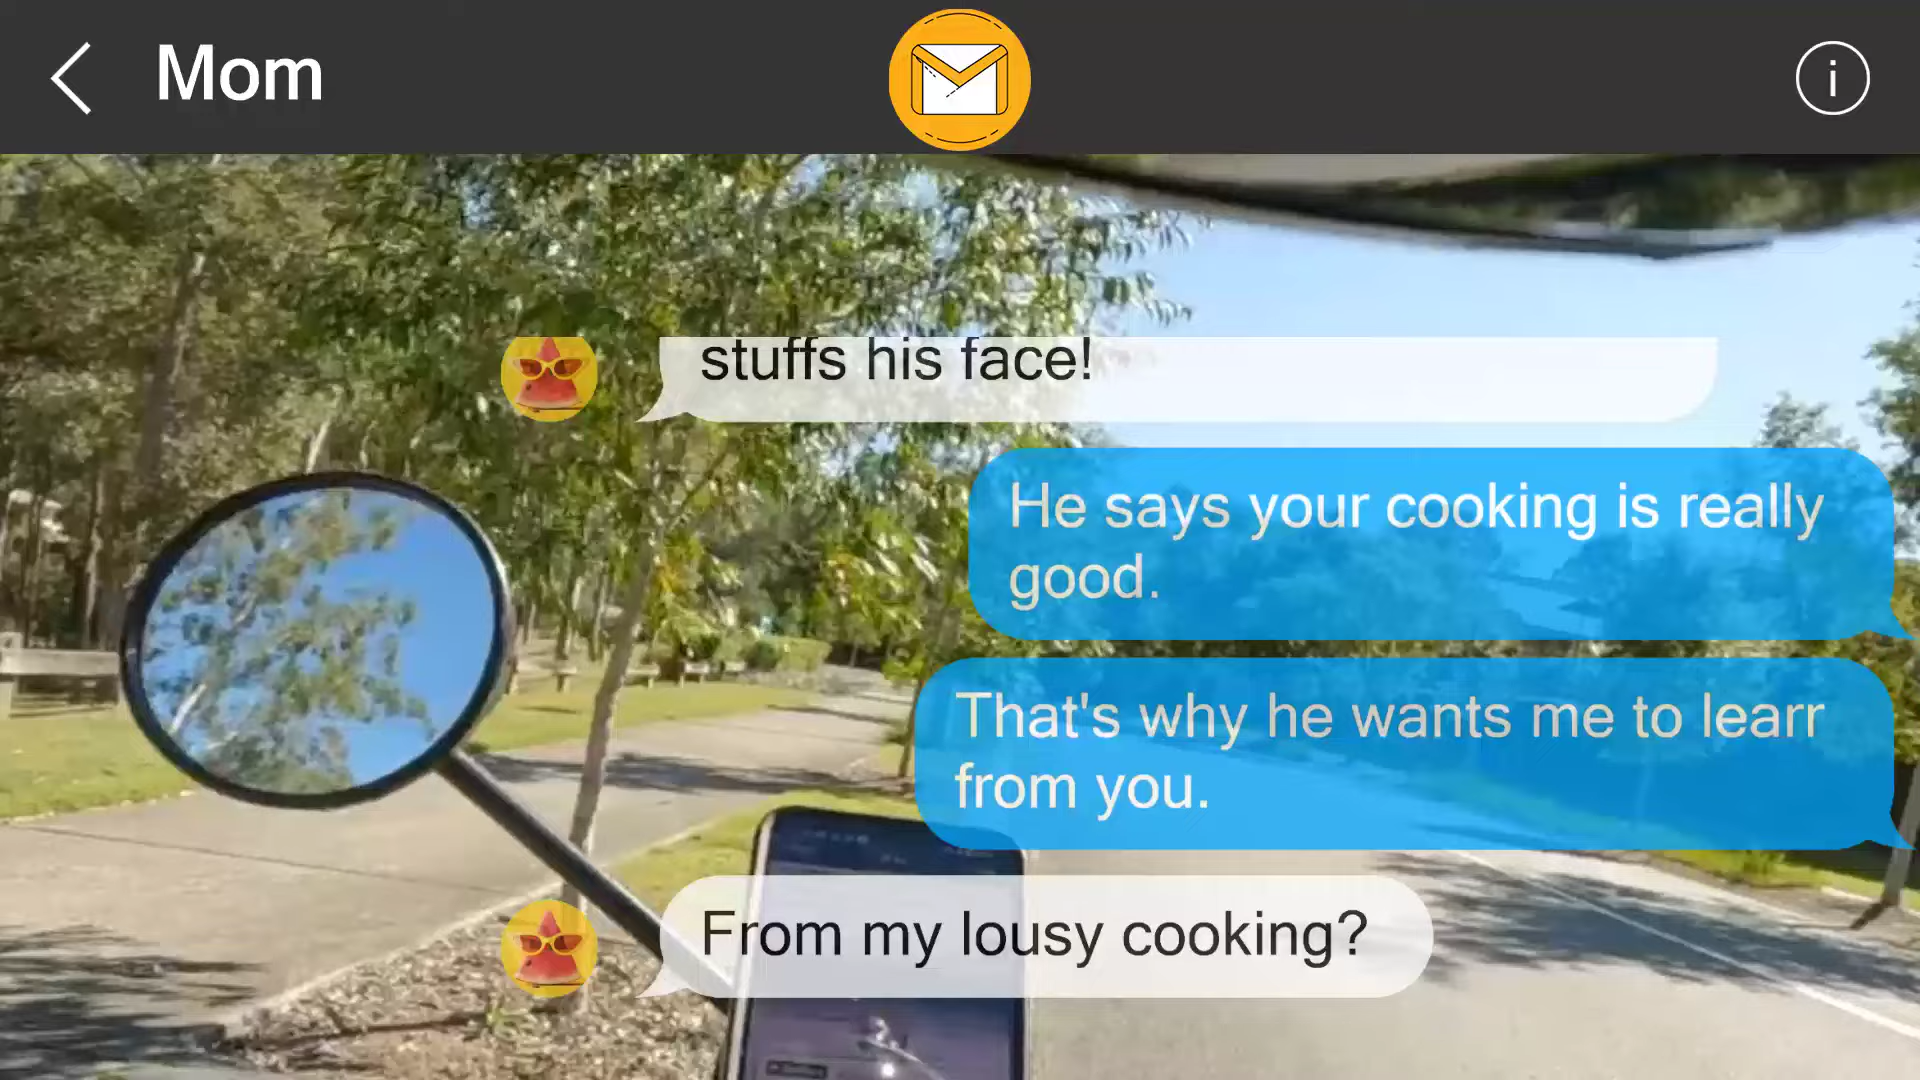 Mom
stuffs his face!
He says your cooking is really
good.
That's why he wants me to learr
from you.
From my lousy cooking?